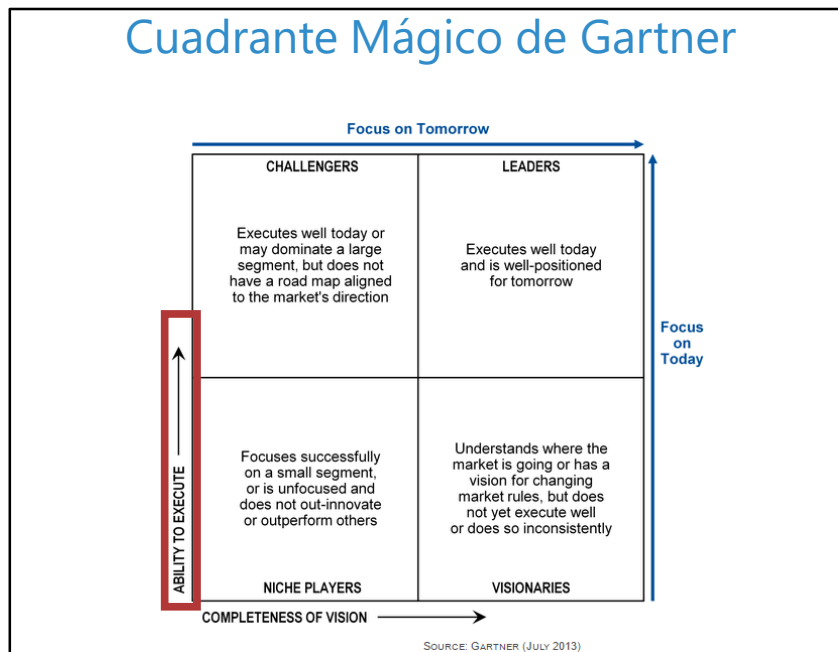 Cuadrante Mágico de Gartner
Focus on Tomorrow
CHALLENGERS
Executes well today or
may dominate a large
segment, but does not
have a road map aligned
to the market's direction
LEADERS
Executes well today
and is well-positioned
for tomorrow
Focus
on
Today
ABILITY TO EXECUTE
Focuses successfully
on a small segment,
or is unfocused and
does not out-innovate
or outperform others
NICHE PLAYERS
Understands where the
market is going or has a
vision for changing
market rules, but does
not yet execute well
or does so inconsistently
VISIONARIES
COMPLETENESS OF VISION
SOURCE: GARTNER (JULY 2013)